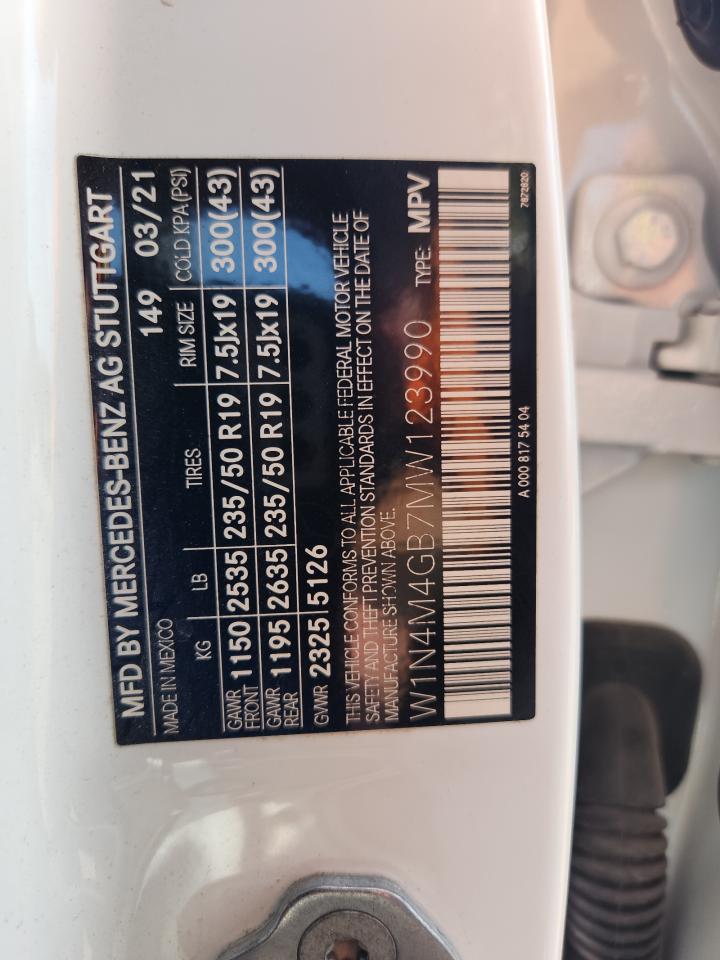 MFD BY MERCEDES-BENZ AG STUTTGART
MADE IN MEXICO 149 03/21
KG LB TIRES RIM SIZE COLD KPA(PSI)
GAWR FRONT 1150 2535 235/50 R19 7.5Jx19 300(43)
GAWR REAR 1195 2635 235/50 R19 7.5Jx19 300(43)
GVWR 2325 5126
THIS VEHICLE CONFORMS TO ALL APPLICABLE FEDERAL MOTOR VEHICLE
SAFETY AND THEFT PREVENTION STANDARDS IN EFFECT ON THE DATE OF
MANUFACTURE SHOWN ABOVE.
W1N4M4GB7MW123990 TYPE: MPV
A 000 817 54 04 7872820